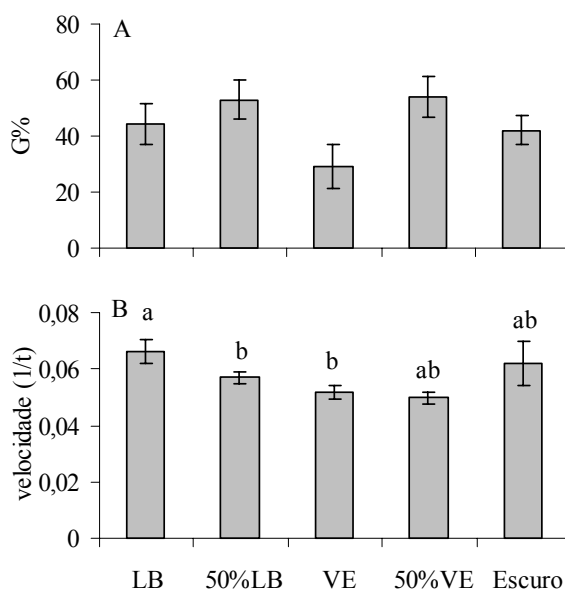 A
G%
80
60
40
20
0
B
velocidade (1/t)
0,08
0,06
0,04
0,02
0
a
b
b
ab
ab
LB 50%LB VE 50%VE Escuro